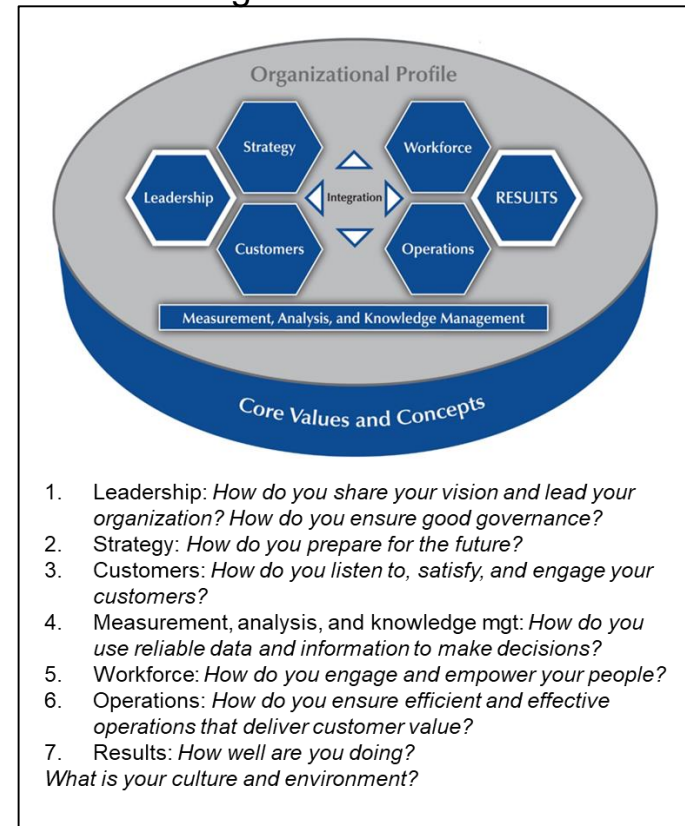 Organizational Profile
Strategy
Workforce
Leadership
Integration
RESULTS
Customers
Operations
Measurement, Analysis, and Knowledge Management
Core Values and Concepts
1. Leadership: How do you share your vision and lead your
organization? How do you ensure good governance?
2. Strategy: How do you prepare for the future?
3. Customers: How do you listen to, satisfy, and engage your
customers?
4. Measurement, analysis, and knowledge mgt: How do you
use reliable data and information to make decisions?
5. Workforce: How do you engage and empower your people?
6. Operations: How do you ensure efficient and effective
operations that deliver customer value?
7. Results: How well are you doing?
What is your culture and environment?